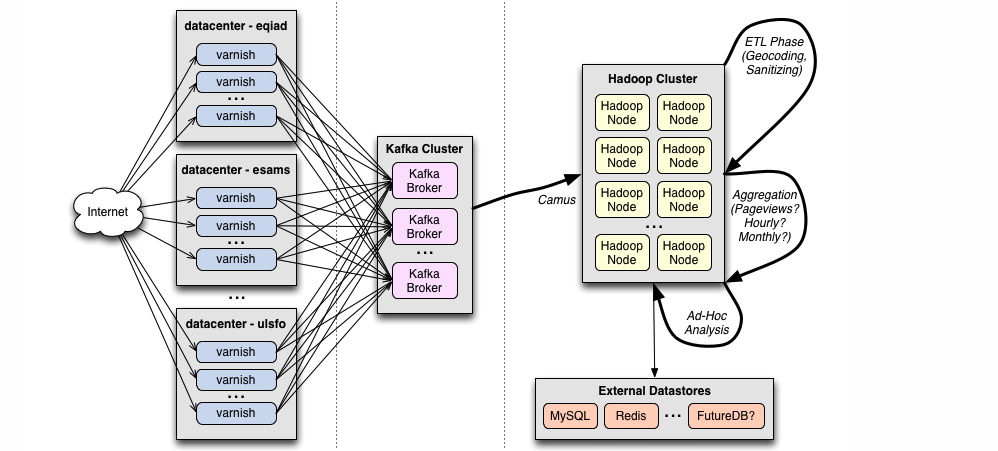 datacenter - eqiad
varnish
varnish
...
varnish
datacenter - esams
varnish
varnish
...
varnish
...
datacenter - ulsfo
varnish
varnish
...
varnish
Internet
Kafka Cluster
Kafka
Broker
Kafka
Broker
...
Kafka
Broker
Camus
Hadoop Cluster
Hadoop
Node
Hadoop
Node
Hadoop
Node
Hadoop
Node
Hadoop
Node
Hadoop
Node
...
Hadoop
Node
Hadoop
Node
ETL Phase
(Geocoding,
Sanitizing)
Aggregation
(Pageviews?
Hourly?
Monthly?)
Ad-Hoc
Analysis
External Datastores
MySQL
Redis
...
FutureDB?